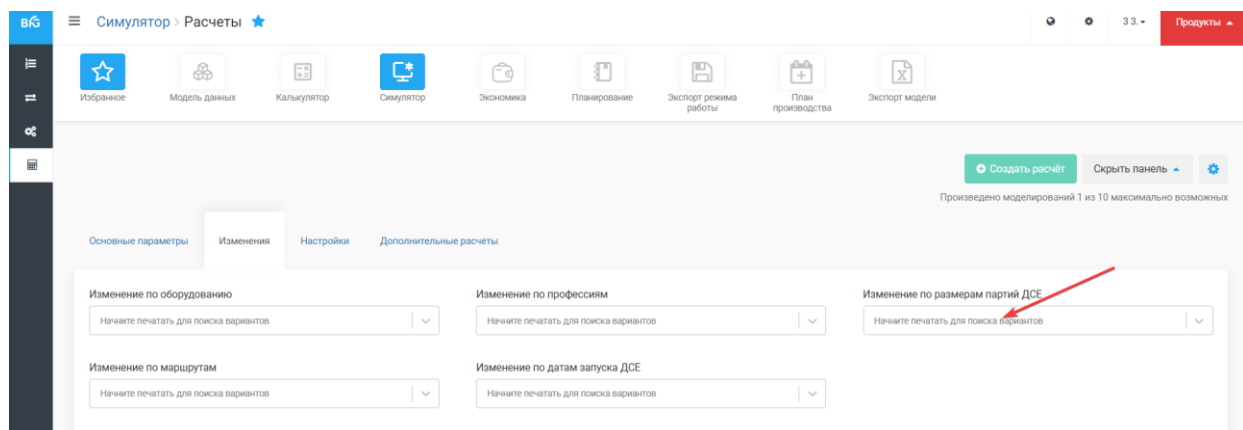 BFG
Симулятор > Расчеты
З З.
Продукты
Избранное
Модель данных
Калькулятор
Симулятор
Экономика
Планирование
Экспорт режима
работы
План
производства
Экспорт модели
Создать расчёт
Скрыть панель
Произведено моделирований 1 из 10 максимально возможных
Основные параметры
Изменения
Настройки
Дополнительные расчеты
Изменение по оборудованию
Изменение по профессиям
Изменение по размерам партий ДСЕ
Начните печатать для поиска вариантов
Начните печатать для поиска вариантов
Начните печатать для поиска вариантов
Изменение по маршрутам
Изменение по датам запуска ДСЕ
Начните печатать для поиска вариантов
Начните печатать для поиска вариантов